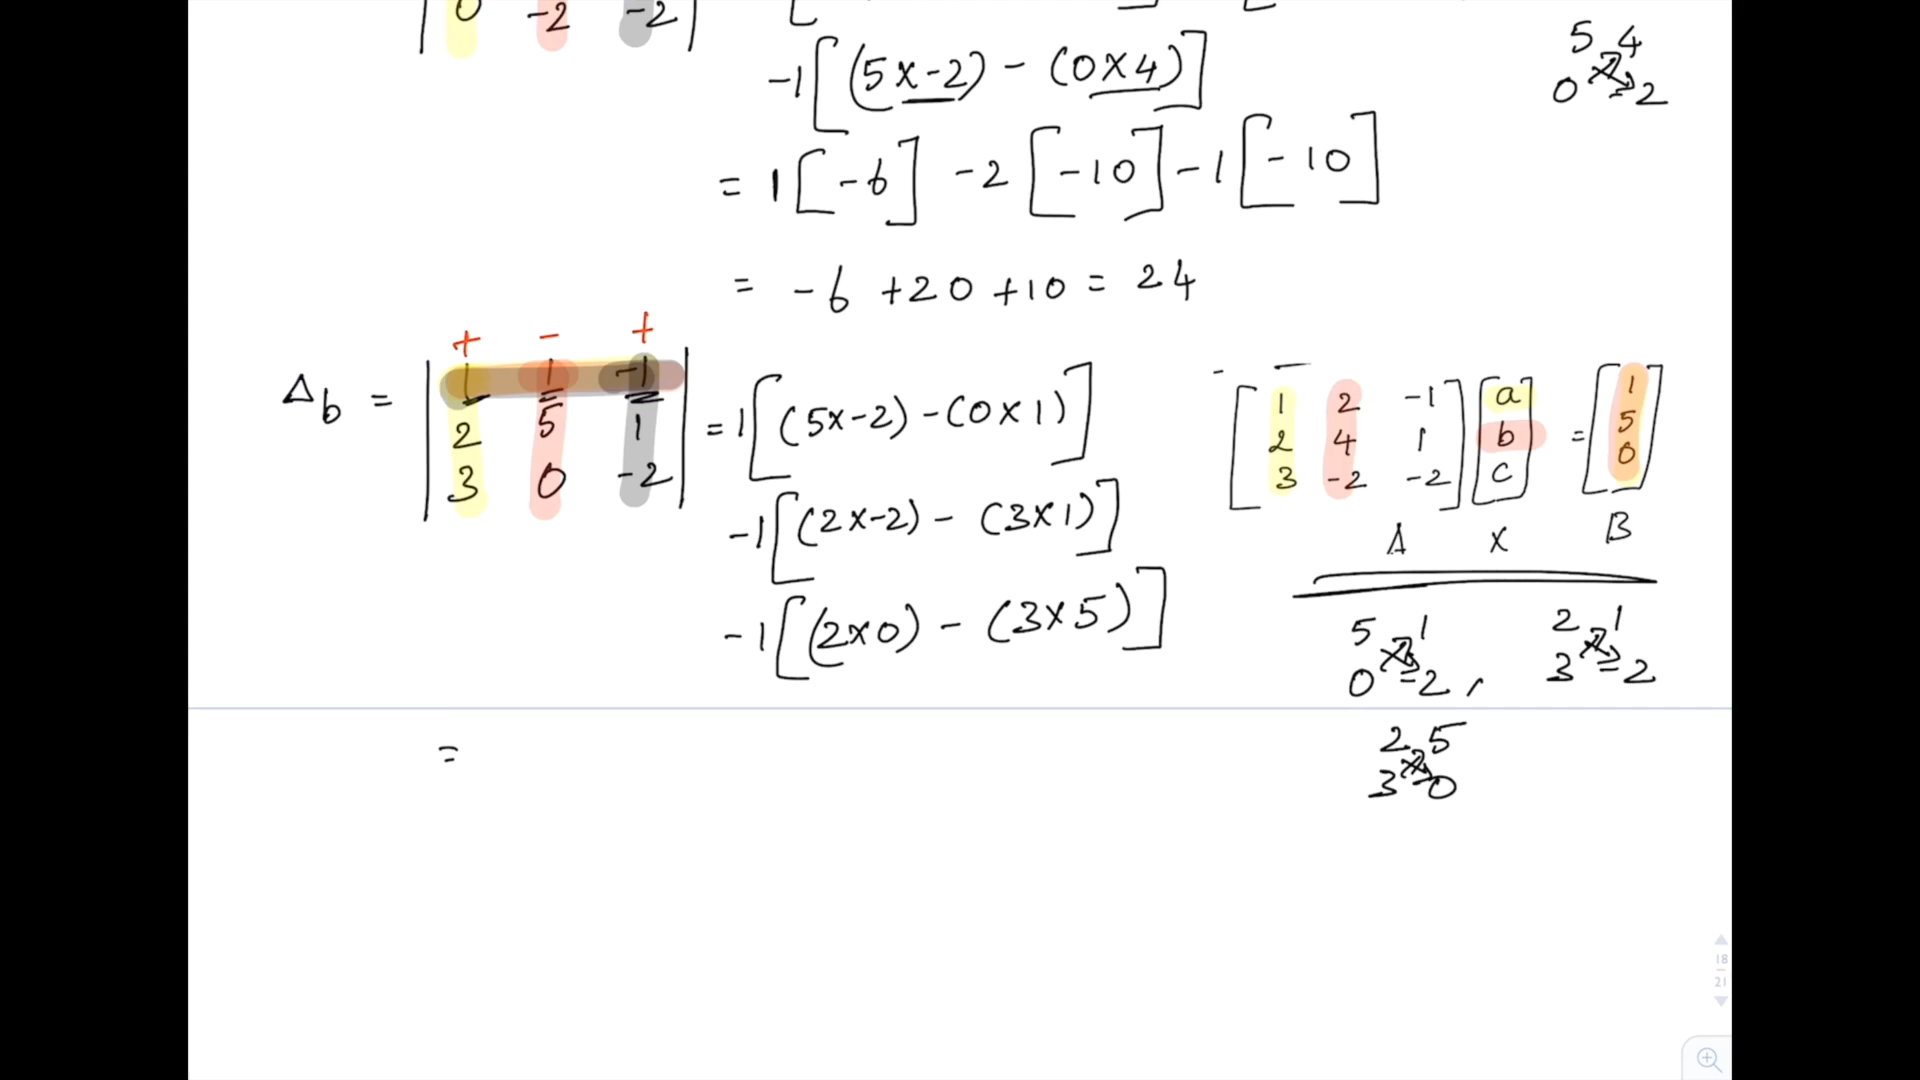 | 0 -2 -2 |
-1[(5x-2) - (0x4)]
5 4
0 -2
= 1[-6] -2[-10] -1[-10]
= -6 +20 +10 = 24
+ - +
Δb = | 1 1 -1 | = 1[(5x-2) -(0x1)]
| 2 5 1 |
| 3 0 -2 |
-1[(2x-2) - (3x1)]
-1[(2x0) - (3x5)]
[1 2 -1] [a] = [1]
[2 4 1] [b] [5]
[3 -2 -2] [c] [0]
A X B
5 1 2 1
0 -2 , 3 -2
2 5
3 0
=
18
21